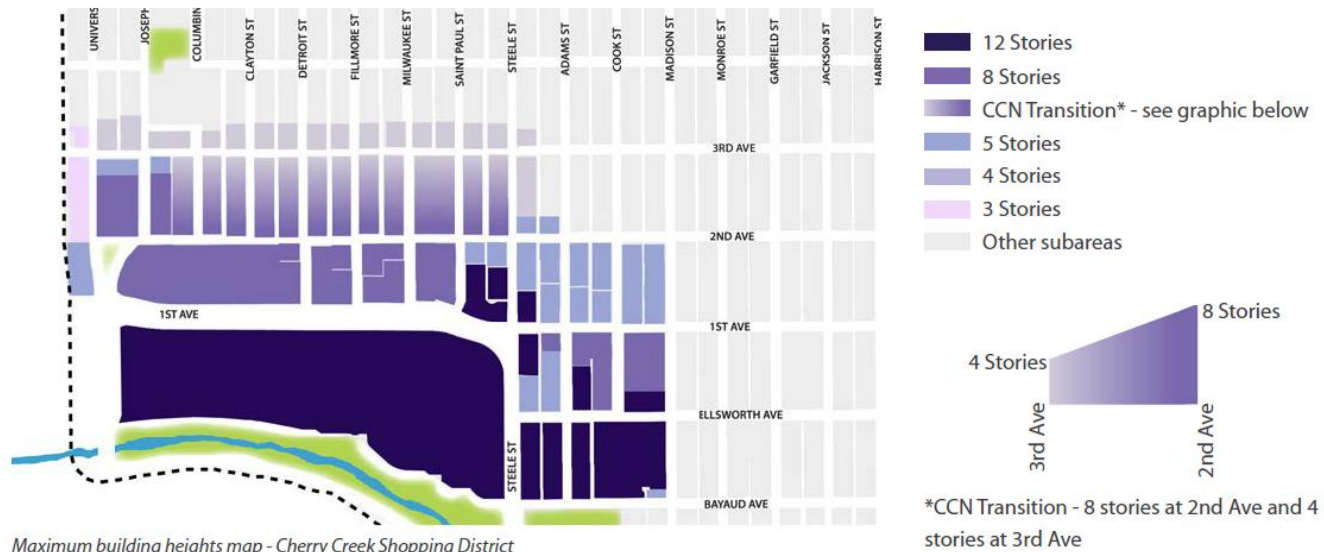 UNIVERS
JOSEPH
COLUMBIN
CLAYTON ST
DETROIT ST
FILLMORE ST
MILWAUKEE ST
SAINT PAUL ST
STEELE ST
ADAMS ST
COOK ST
MADISON ST
MONROE ST
GARFIELD ST
JACKSON ST
HARRISON ST
3RD AVE
2ND AVE
1ST AVE
1ST AVE
ELLSWORTH AVE
STEELE ST
BAYAUD AVE
Maximum building heights map - Cherry Creek Shopping District
12 Stories
8 Stories
CCN Transition* - see graphic below
5 Stories
4 Stories
3 Stories
Other subareas
8 Stories
4 Stories
3rd Ave
2nd Ave
*CCN Transition - 8 stories at 2nd Ave and 4
stories at 3rd Ave